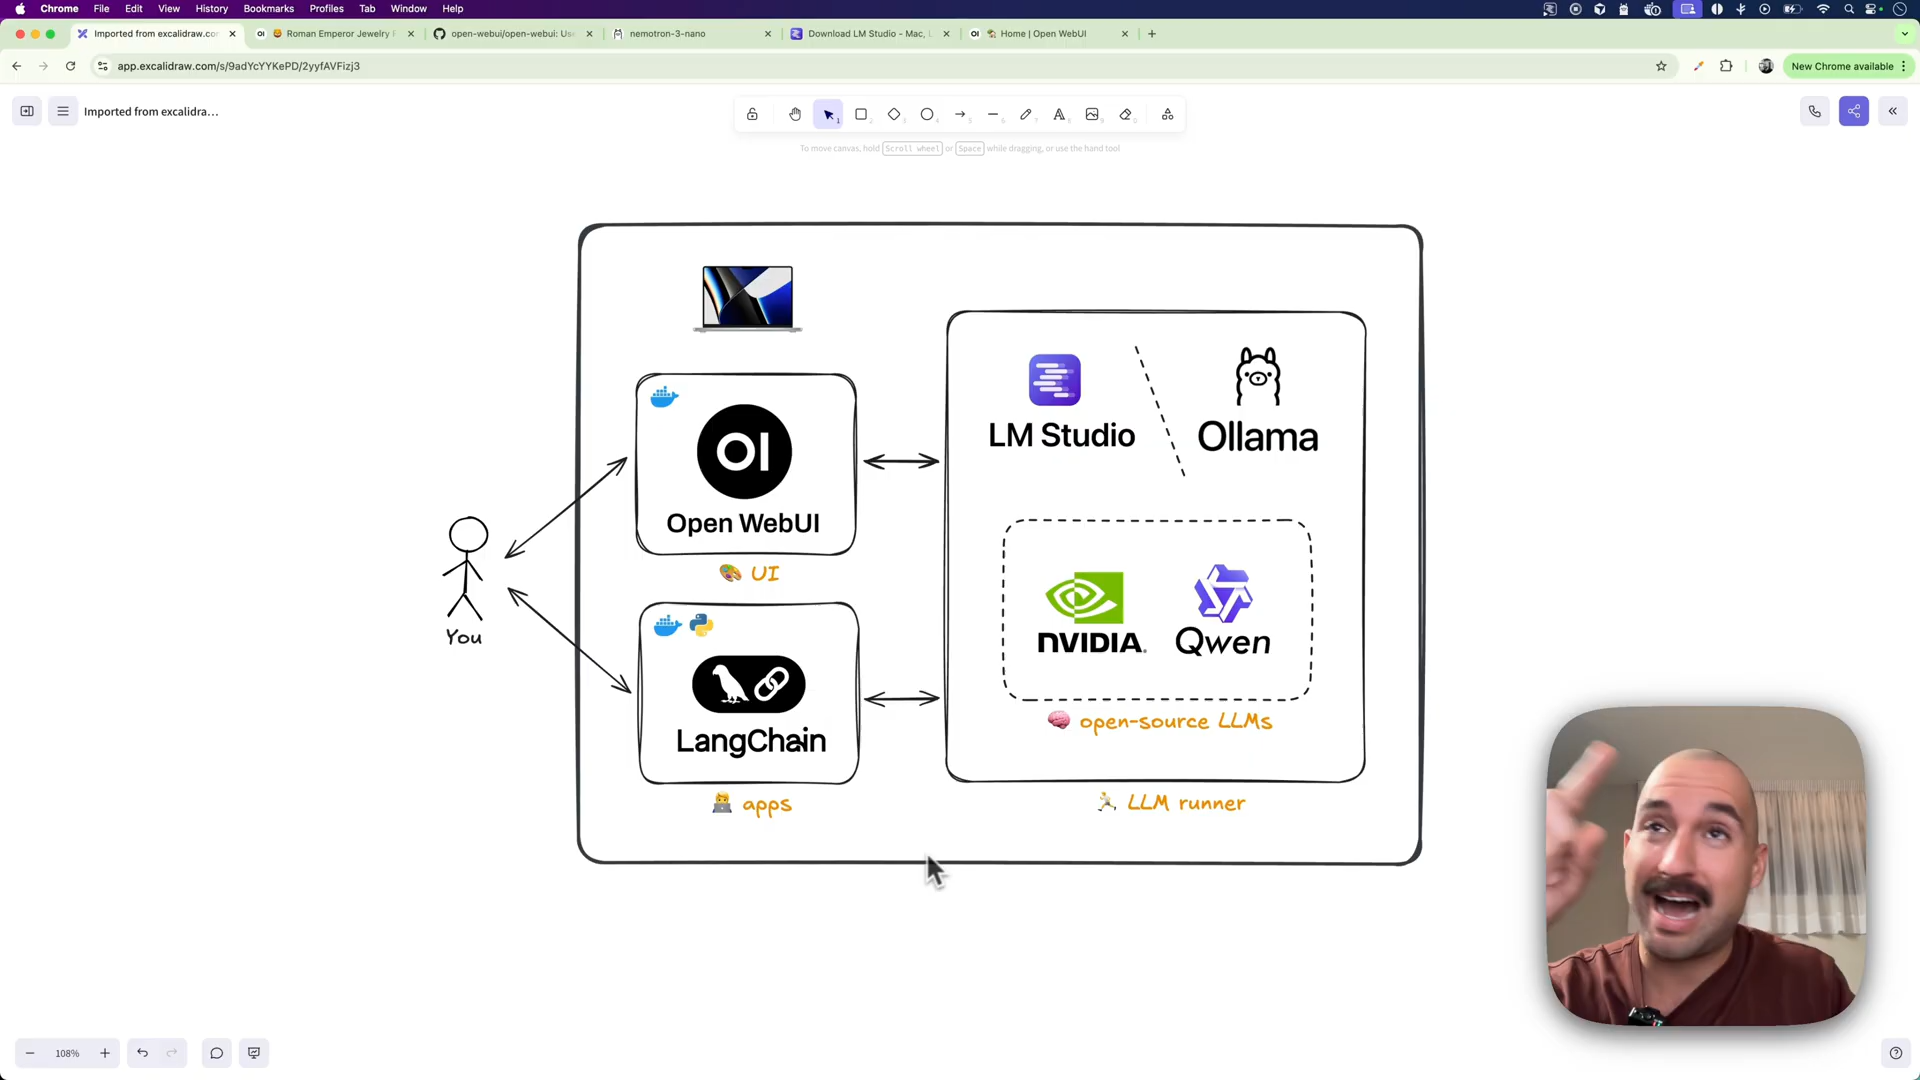 Chrome File Edit View History Bookmarks Profiles Tab Window Help
Imported from excalidraw.con
Roman Emperor Jewelry
open-webui/open-webui: Us
nemotron-3-nano
Download LM Studio - Mac, L
Home | Open WebUI
app.excalidraw.com/s/9adYcYYKePD/2yyfAVFizj3
New Chrome available
Imported from excalidra...
To move canvas, hold Scroll wheel or Space while dragging, or use the hand tool
LM Studio
Ollama
OI
Open WebUI
UI
You
NVIDIA.
Qwen
open-source LLMs
LangChain
apps
LLM runner
108%